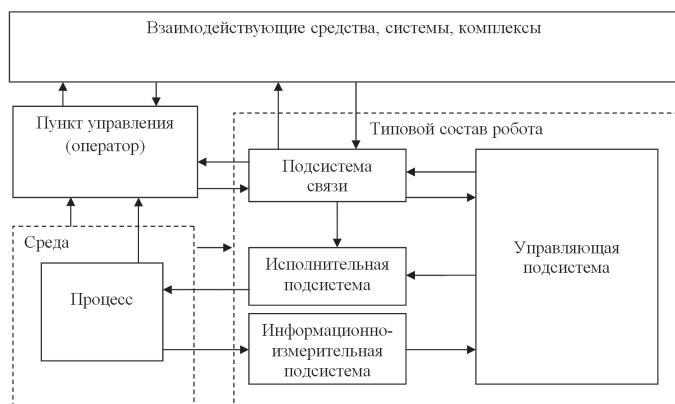 Взаимодействующие средства, системы, комплексы
Пункт управления
(оператор)
Типовой состав робота
Подсистема
связи
Управляющая
подсистема
Среда
Процесс
Исполнительная
подсистема
Информационно-
измерительная
подсистема